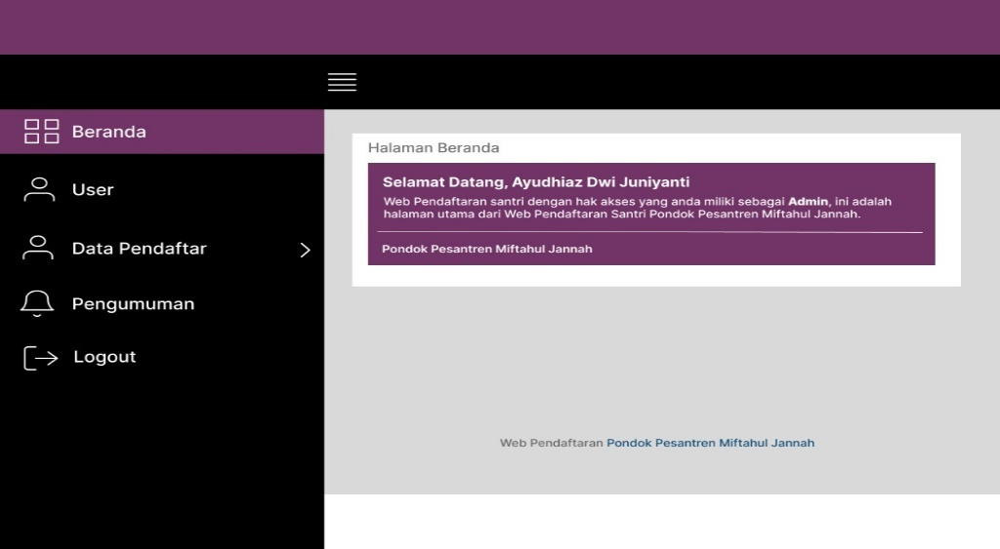 Beranda
User
Data Pendaftar
Pengumuman
Logout
Halaman Beranda
Selamat Datang, Ayudhiaz Dwi Juniyanti
Web Pendaftaran santri dengan hak akses yang anda miliki sebagai Admin, ini adalah
halaman utama dari Web Pendaftaran Santri Pondok Pesantren Miftahul Jannah.
Pondok Pesantren Miftahul Jannah
Web Pendaftaran Pondok Pesantren Miftahul Jannah